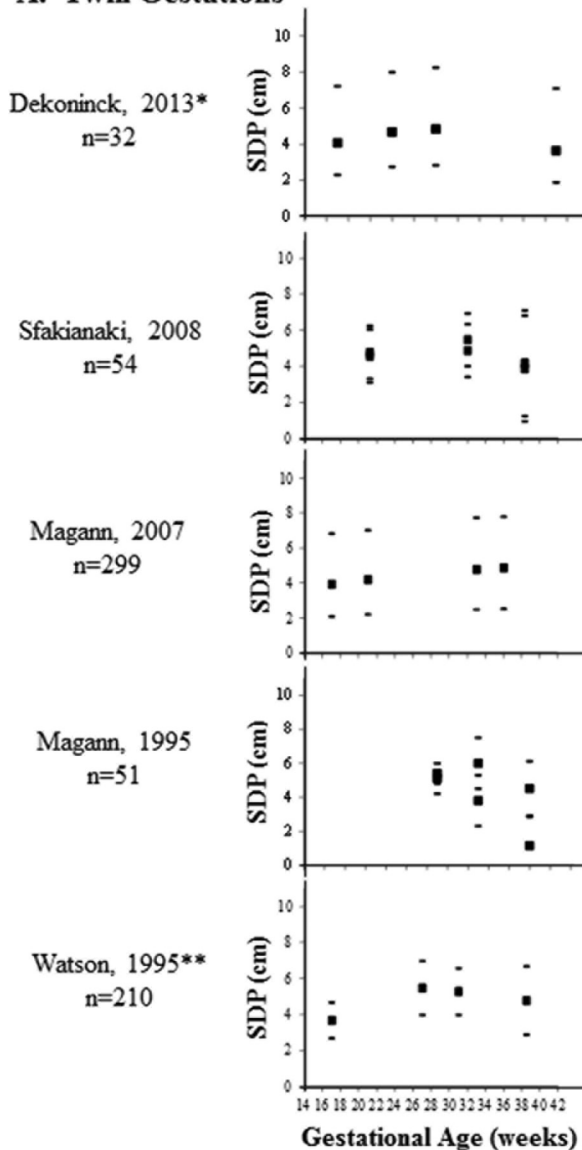 A. Twin Gestations
Dekoninck, 2013*
n=32
SDP (cm)
10
8
6
4
2
0
Sfakianaki, 2008
n=54
SDP (cm)
10
8
6
4
2
0
Magann, 2007
n=299
SDP (cm)
10
8
6
4
2
0
Magann, 1995
n=51
SDP (cm)
10
8
6
4
2
0
Watson, 1995**
n=210
SDP (cm)
10
8
6
4
2
0
14 16 18 20 22 24 26 28 30 32 34 36 38 40 42
Gestational Age (weeks)